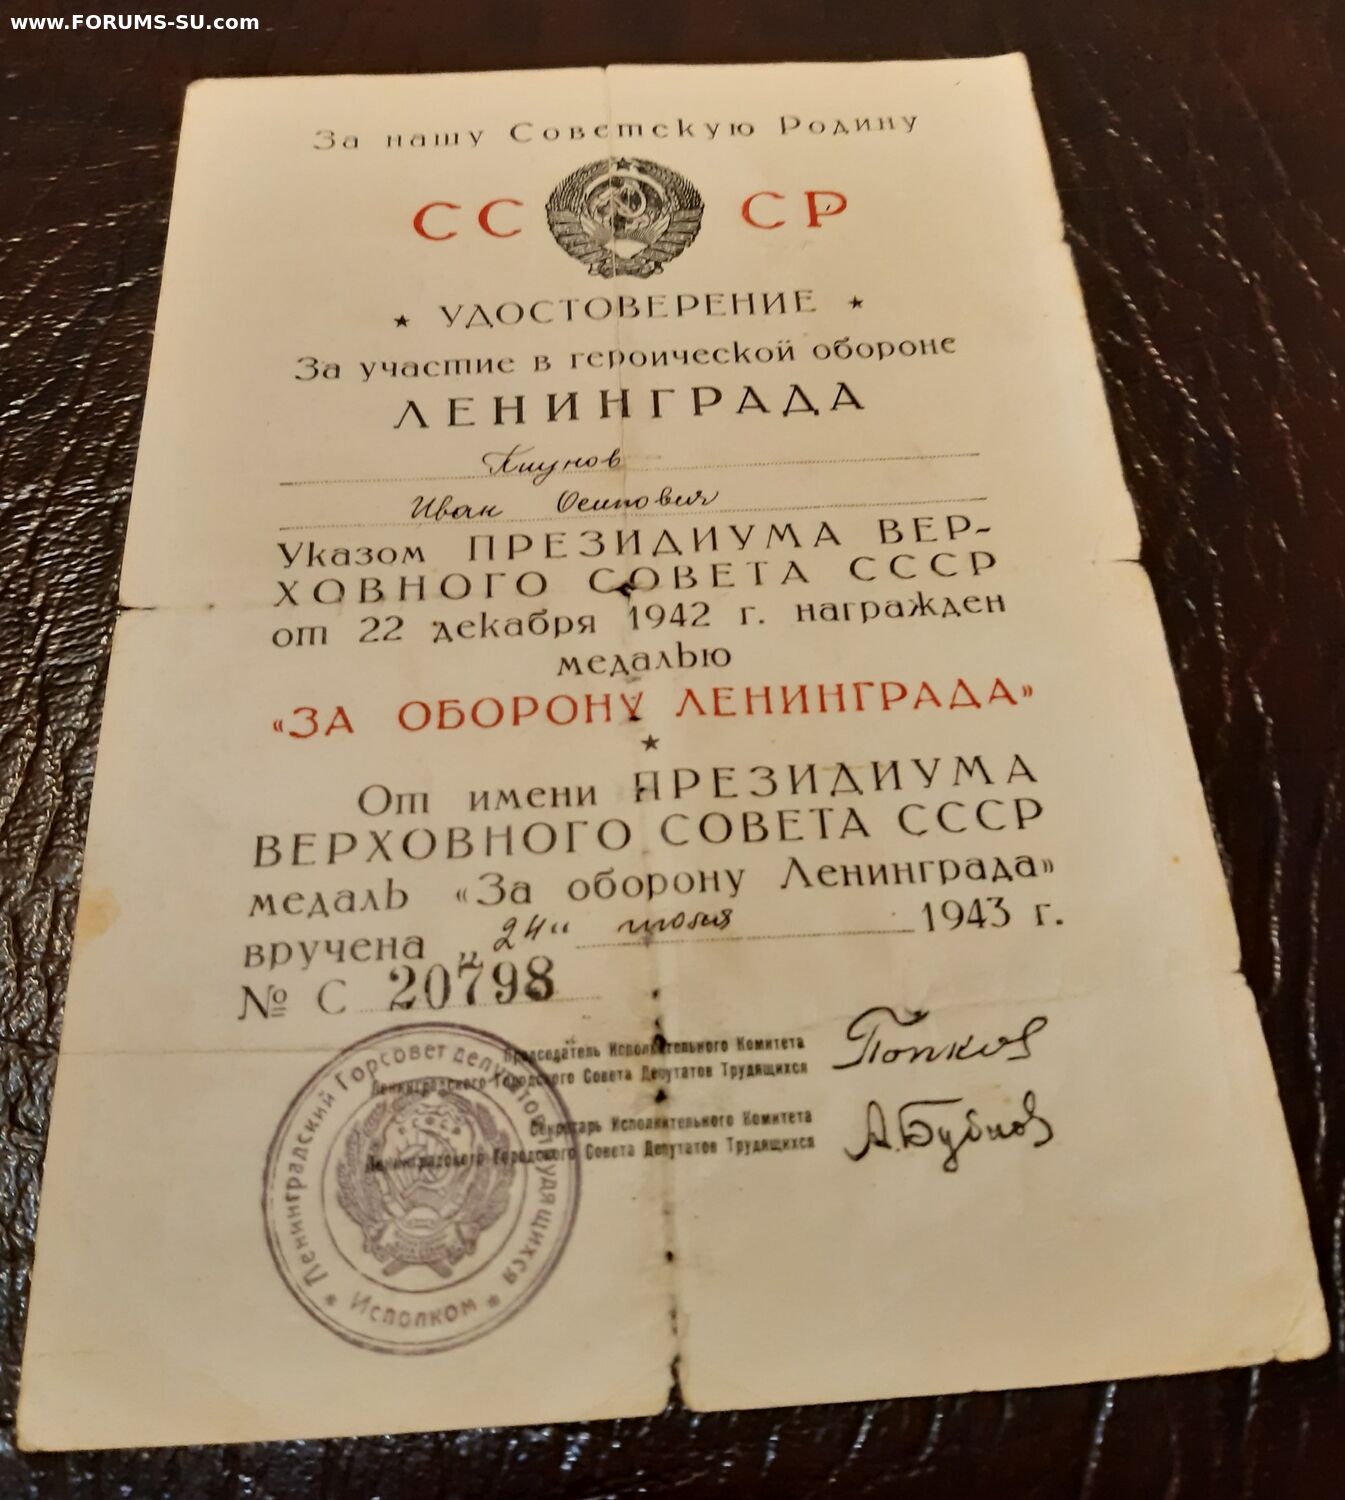 www.FORUMS-SU.com
За нашу Советскую Родину
СС СР
★ УДОСТОВЕРЕНИЕ ★
За участие в героической обороне
ЛЕНИНГРАДА
Иван Осипович
Указом ПРЕЗИДИУМА ВЕР-
ХОВНОГО СОВЕТА СССР
от 22 декабря 1942 г. награжден
медалью
«ЗА ОБОРОНУ ЛЕНИНГРАДА»
★
От имени ПРЕЗИДИУМА
ВЕРХОВНОГО СОВЕТА СССР
медаль «За оборону Ленинграда»
вручена „24“ июля 1943 г.
№ С 20798
Председатель Исполнительного Комитета
Ленинградского Городского Совета Депутатов Трудящихся
Попков
Секретарь Исполнительного Комитета
Ленинградского Городского Совета Депутатов Трудящихся
А.Бубнов
Ленинградский Горсовет депутатов трудящихся
★ Исполком ★